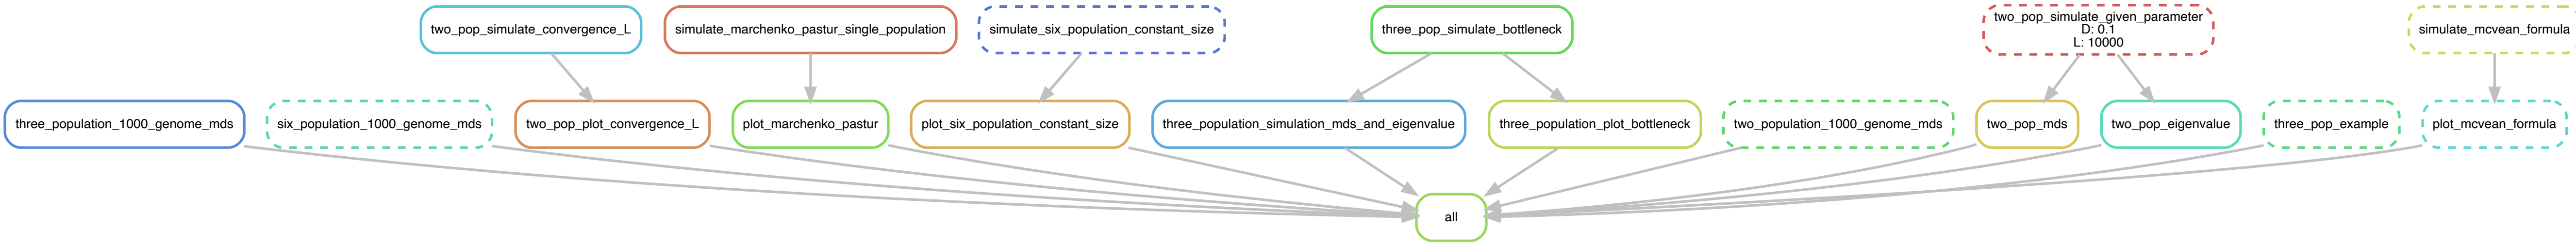 two_pop_simulate_convergence_L
simulate_marchenko_pastur_single_population
simulate_six_population_constant_size
three_pop_simulate_bottleneck
two_pop_simulate_given_parameter
D: 0.1
L: 10000
simulate_mcvean_formula
three_population_1000_genome_mds
six_population_1000_genome_mds
two_pop_plot_convergence_L
plot_marchenko_pastur
plot_six_population_constant_size
three_population_simulation_mds_and_eigenvalue
three_population_plot_bottleneck
two_population_1000_genome_mds
two_pop_mds
two_pop_eigenvalue
three_pop_example
plot_mcvean_formula
all